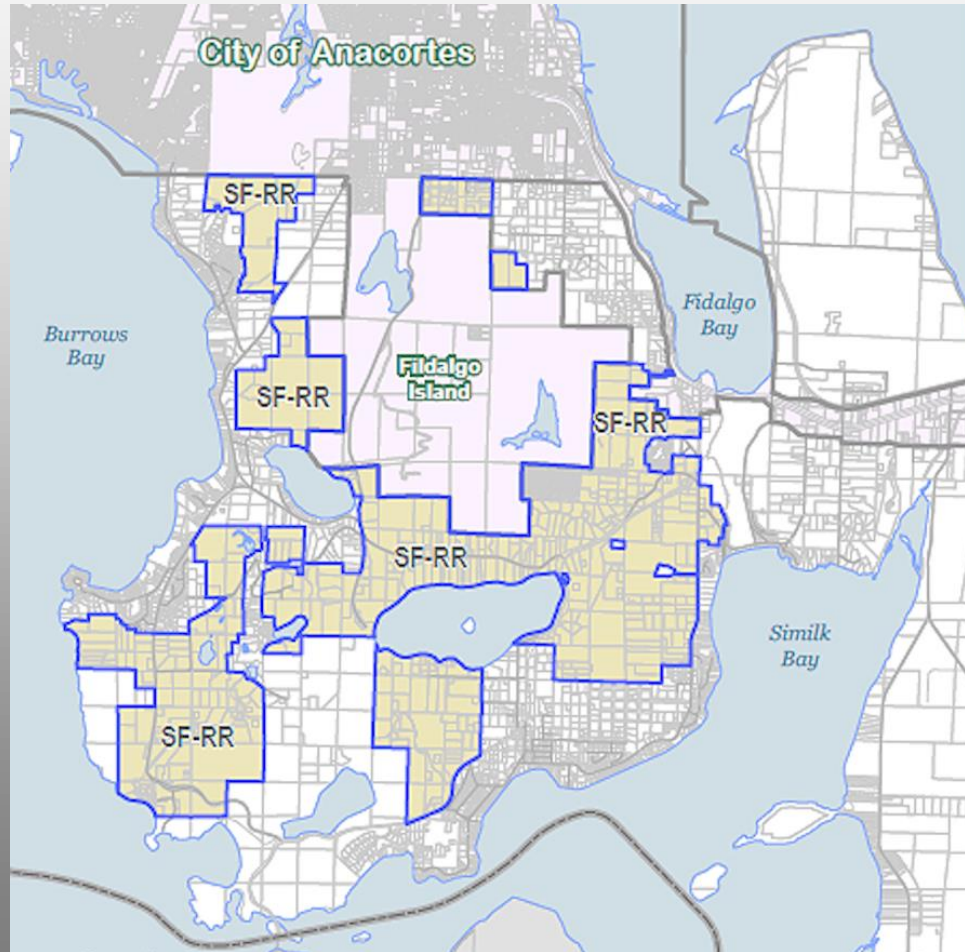 City of Anacortes
SF-RR
Fidalgo
Bay
Burrows
Bay
Fildalgo
Island
SF-RR
SF-RR
SF-RR
Similk
Bay
SF-RR